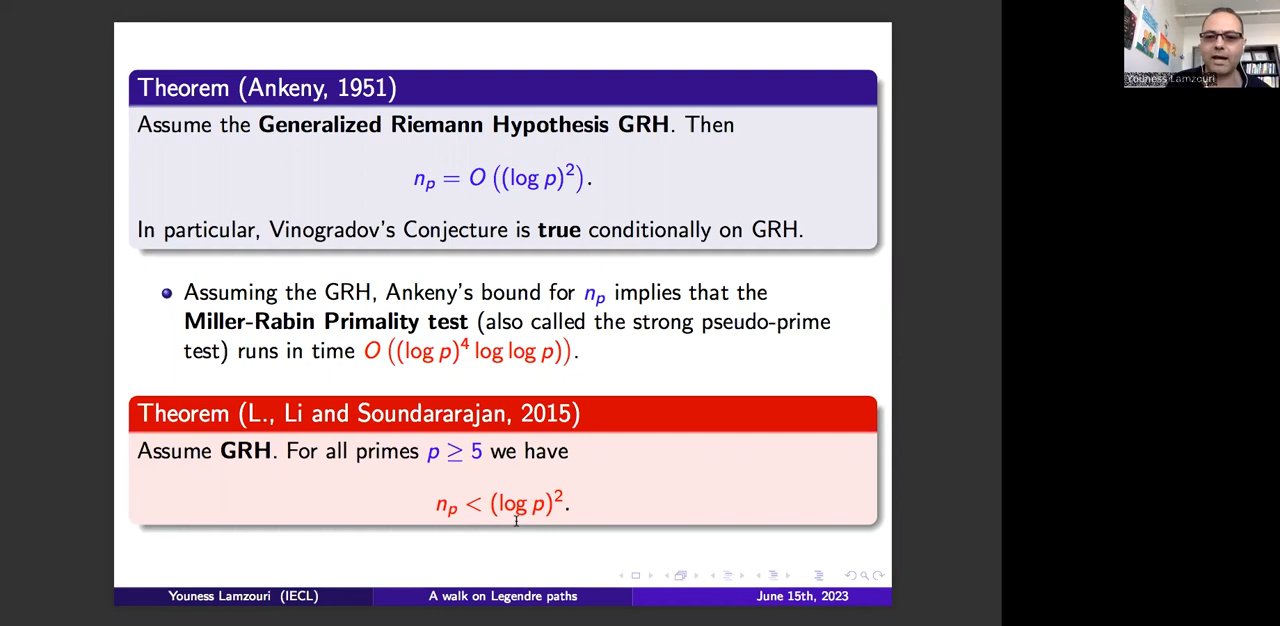 Theorem (Ankeny, 1951)
Assume the Generalized Riemann Hypothesis GRH. Then
n_p = O ((log p)^2).
In particular, Vinogradov's Conjecture is true conditionally on GRH.
Assuming the GRH, Ankeny's bound for n_p implies that the
Miller-Rabin Primality test (also called the strong pseudo-prime
test) runs in time O ((log p)^4 log log p)).
Theorem (L., Li and Soundararajan, 2015)
Assume GRH. For all primes p ≥ 5 we have
n_p < (log p)^2.
Youness Lamzouri (IECL) A walk on Legendre paths June 15th, 2023
Youness Lamzouri